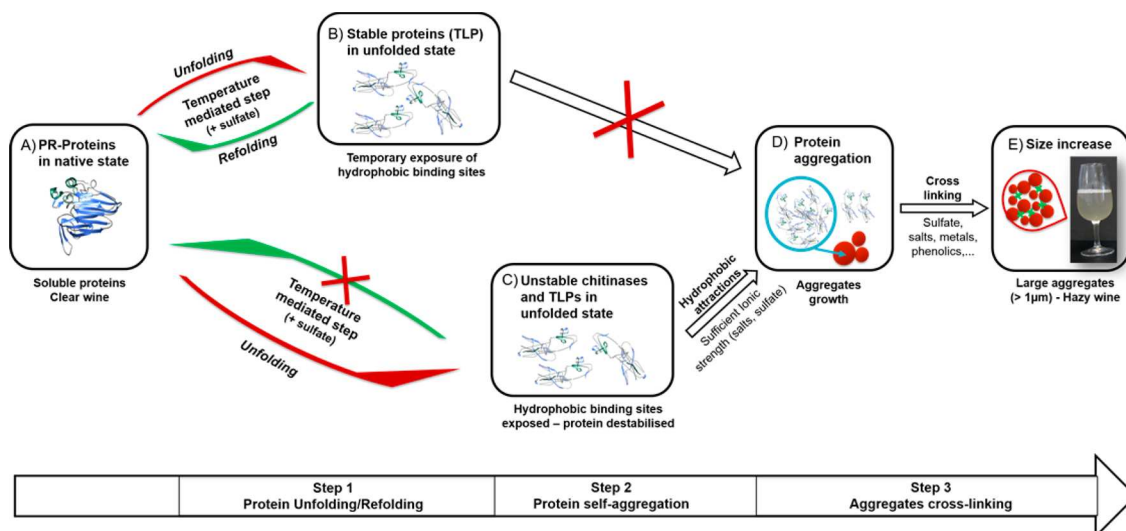 A) PR-Proteins
in native state
Soluble proteins
Clear wine
Unfolding
Temperature
mediated step
(+ sulfate)
Refolding
B) Stable proteins (TLP)
in unfolded state
Temporary exposure of
hydrophobic binding sites
Temperature
mediated step
(+ sulfate)
Unfolding
C) Unstable chitinases
and TLPs in
unfolded state
Hydrophobic binding sites
exposed – protein destabilised
Hydrophobic
attractions
Sufficient Ionic
strength (salts, sulfate)
D) Protein
aggregation
Aggregates
growth
Cross
linking
Sulfate,
salts, metals,
phenolics,...
E) Size increase
Large aggregates
(> 1µm) - Hazy wine
Step 1
Protein Unfolding/Refolding
Step 2
Protein self-aggregation
Step 3
Aggregates cross-linking